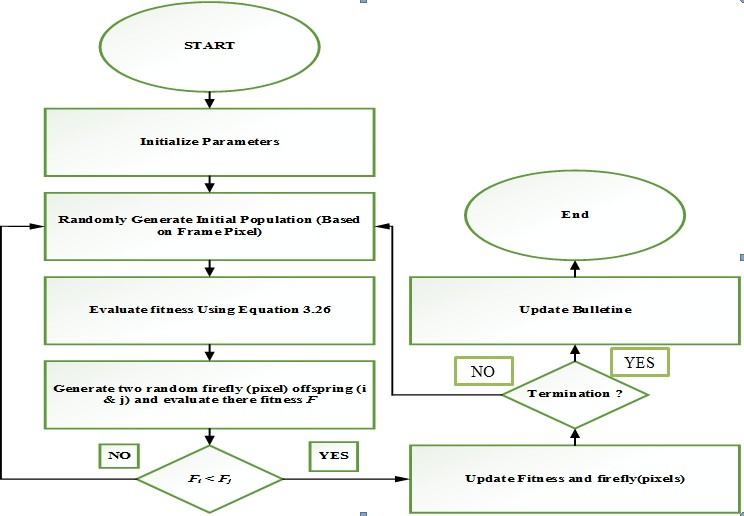 START
Initialize Parameters
Randomly Generate Initial Population (Based
on Frame Pixel)
Evaluate fitness Using Equation 3.26
Generate two random firefly (pixel) offspring (i
& j) and evaluate there fitness F
NO
Fi < Fj
YES
Update Fitness and firefly(pixels)
Termination ?
NO
YES
Update Bulletine
End